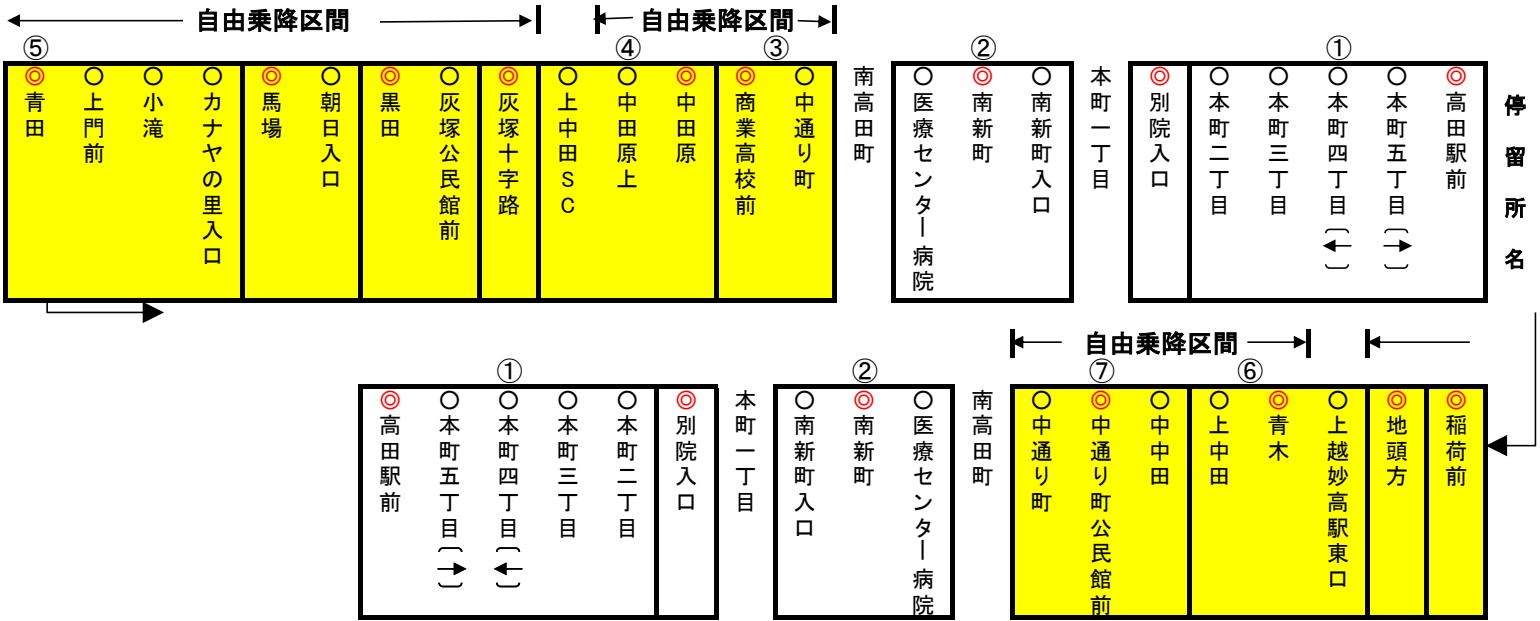 自由乗降区間
自由乗降区間
⑤
④
③
②
①
◎青田
○上門前
○小滝
○カナヤの里入口
◎馬場
○朝日入口
◎黒田
○灰塚公民館前
◎灰塚十字路
○上中田SC
○中田原上
◎中田原
◎商業高校前
○中通り町
南高田町
○医療センター病院
◎南新町
○南新町入口
本町一丁目
◎別院入口
○本町二丁目
○本町三丁目
○本町四丁目(←)
○本町五丁目(→)
◎高田駅前
停留所名
自由乗降区間
①
②
⑦
⑥
◎高田駅前
○本町五丁目(→)
○本町四丁目(←)
○本町三丁目
○本町二丁目
◎別院入口
本町一丁目
○南新町入口
◎南新町
○医療センター病院
南高田町
○中通り町
◎中通り町公民館前
○中中田
○上中田
◎青木
○上越妙高駅東口
◎地頭方
◎稲荷前